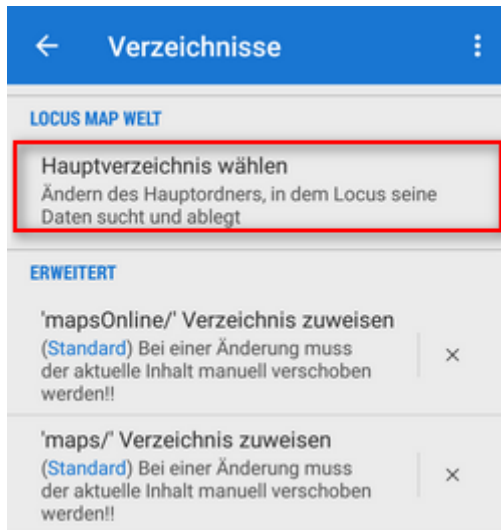 Verzeichnisse
LOCUS MAP WELT
Hauptverzeichnis wählen
Ändern des Hauptordners, in dem Locus seine
Daten sucht und ablegt
ERWEITERT
'mapsOnline/' Verzeichnis zuweisen
(Standard) Bei einer Änderung muss
der aktuelle Inhalt manuell verschoben
werden!!
'maps/' Verzeichnis zuweisen
(Standard) Bei einer Änderung muss
der aktuelle Inhalt manuell verschoben
werden!!